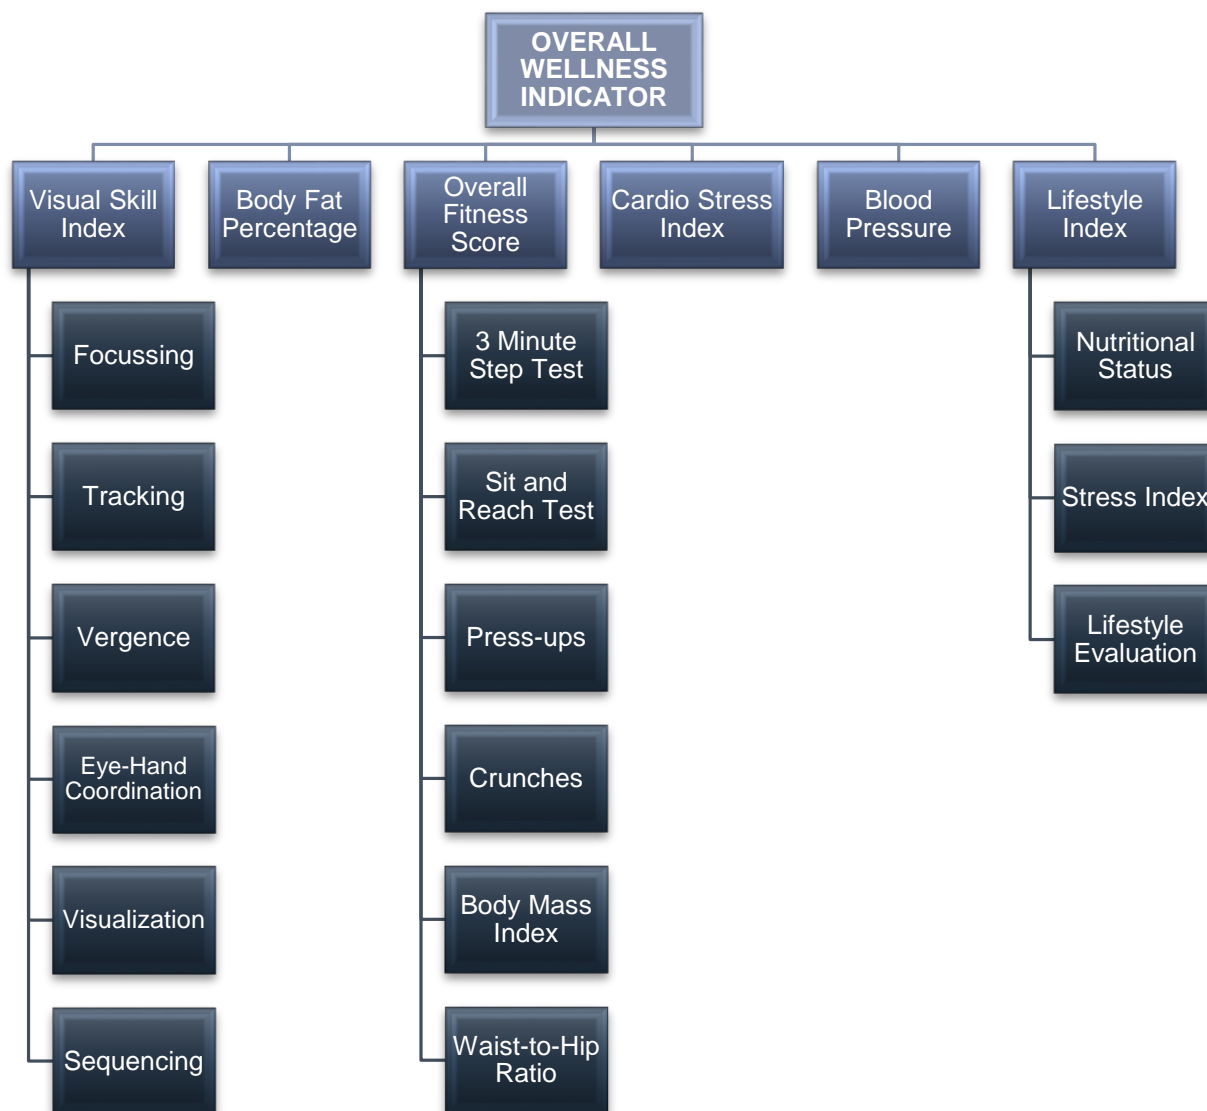 OVERALL
WELLNESS
INDICATOR
Visual Skill
Index
Body Fat
Percentage
Overall
Fitness
Score
Cardio Stress
Index
Blood
Pressure
Lifestyle
Index
Focussing
Tracking
Vergence
Eye-Hand
Coordination
Visualization
Sequencing
3 Minute
Step Test
Sit and
Reach Test
Press-ups
Crunches
Body Mass
Index
Waist-to-Hip
Ratio
Nutritional
Status
Stress Index
Lifestyle
Evaluation